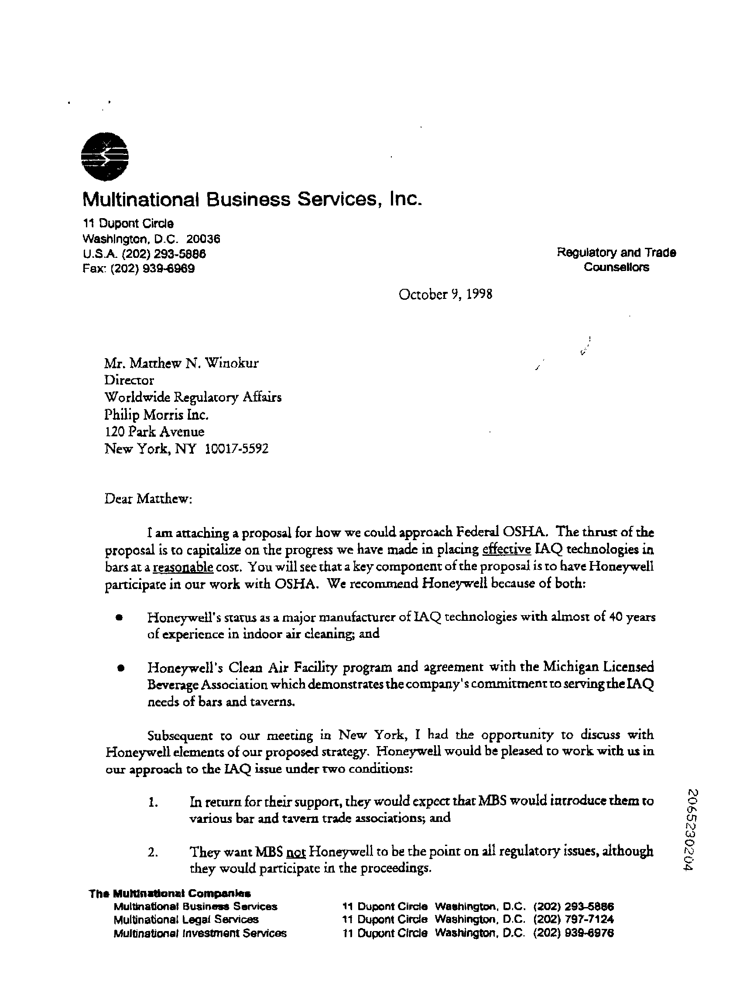 Multinational Business Services, Inc.
11 Dupont Circle
Washington, D.C. 20036
U.S.A. (202) 293-5886
Fax: (202) 939-6969
Regulatory and Trade
Counsellors
October 9, 1998
Mr. Matthew N. Winokur
Director
Worldwide Regulatory Affairs
Philip Morris Inc.
120 Park Avenue
New York, NY 10017-5592
Dear Matthew:
I am attaching a proposal for how we could approach Federal OSHA. The thrust of the
proposal is to capitalize on the progress we have made in placing effective IAQ technologies in
bars at a reasonable cost. You will see that a key component of the proposal is to have Honeywell
participate in our work with OSHA. We recommend Honeywell because of both:
• Honeywell's status as a major manufacturer of IAQ technologies with almost of 40 years
of experience in indoor air cleaning; and
• Honeywell's Clean Air Facility program and agreement with the Michigan Licensed
Beverage Association which demonstrates the company's commitment to serving the IAQ
needs of bars and taverns.
Subsequent to our meeting in New York, I had the opportunity to discuss with
Honeywell elements of our proposed strategy. Honeywell would be pleased to work with us in
our approach to the IAQ issue under two conditions:
1. In return for their support, they would expect that MBS would introduce them to
various bar and tavern trade associations; and
2. They want MBS not Honeywell to be the point on all regulatory issues, although
they would participate in the proceedings.
2065230204
The Multinational Companies
Multinational Business Services 11 Dupont Circle Washington, D.C. (202) 293-5886
Multinational Legal Services 11 Dupont Circle Washington, D.C. (202) 797-7124
Multinational Investment Services 11 Dupont Circle Washington, D.C. (202) 939-6976